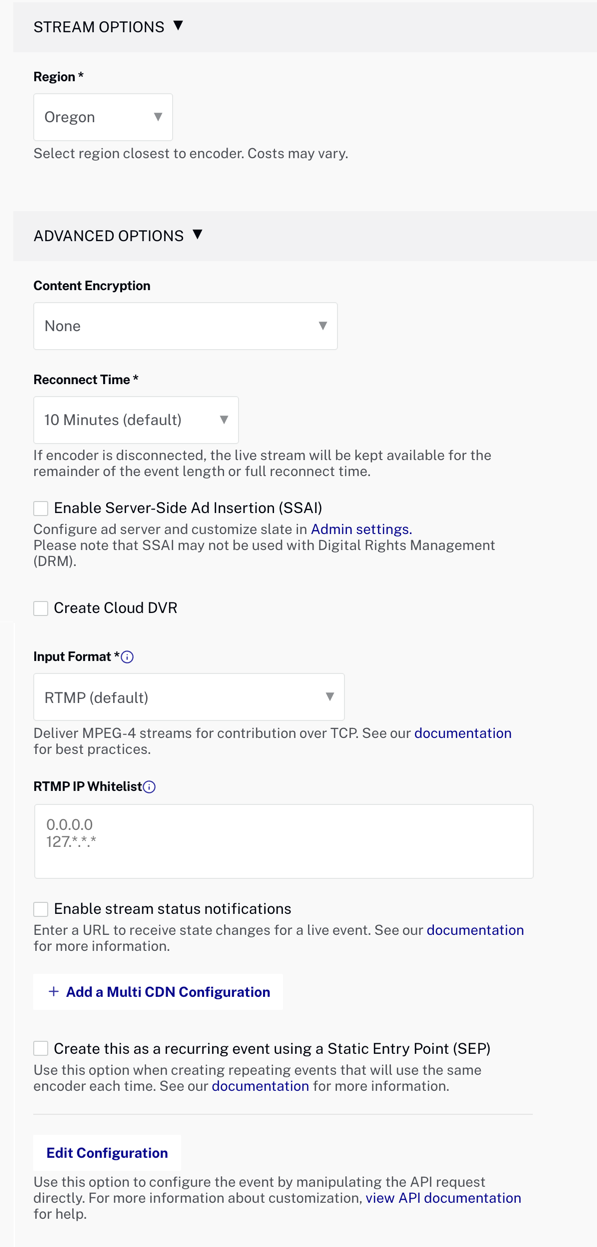 STREAM OPTIONS ▼
Region *
Oregon ▼
Select region closest to encoder. Costs may vary.
ADVANCED OPTIONS ▼
Content Encryption
None ▼
Reconnect Time *
10 Minutes (default) ▼
If encoder is disconnected, the live stream will be kept available for the
remainder of the event length or full reconnect time.
Enable Server-Side Ad Insertion (SSAI)
Configure ad server and customize slate in Admin settings.
Please note that SSAI may not be used with Digital Rights Management
(DRM).
Create Cloud DVR
Input Format *
RTMP (default) ▼
Deliver MPEG-4 streams for contribution over TCP. See our documentation
for best practices.
RTMP IP Whitelist
0.0.0.0
127.*.*.*
Enable stream status notifications
Enter a URL to receive state changes for a live event. See our documentation
for more information.
+ Add a Multi CDN Configuration
Create this as a recurring event using a Static Entry Point (SEP)
Use this option when creating repeating events that will use the same
encoder each time. See our documentation for more information.
Edit Configuration
Use this option to configure the event by manipulating the API request
directly. For more information about customization, view API documentation
for help.